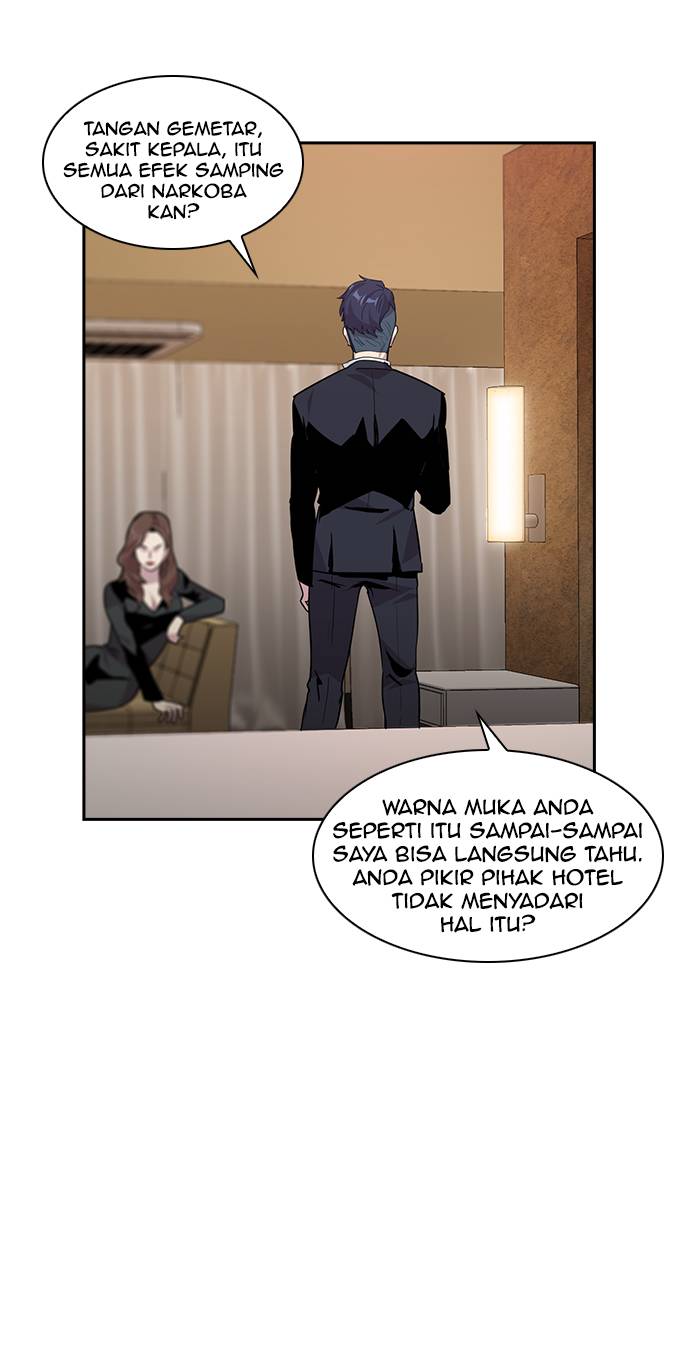 TANGAN GEMETAR,
SAKIT KEPALA, ITU
SEMUA EFEK SAMPING
DARI NARKOBA
KAN?
WARNA MUKA ANDA
SEPERTI ITU SAMPAI-SAMPAI
SAYA BISA LANGSUNG TAHU.
ANDA PIKIR PIHAK HOTEL
TIDAK MENYADARI
HAL ITU?